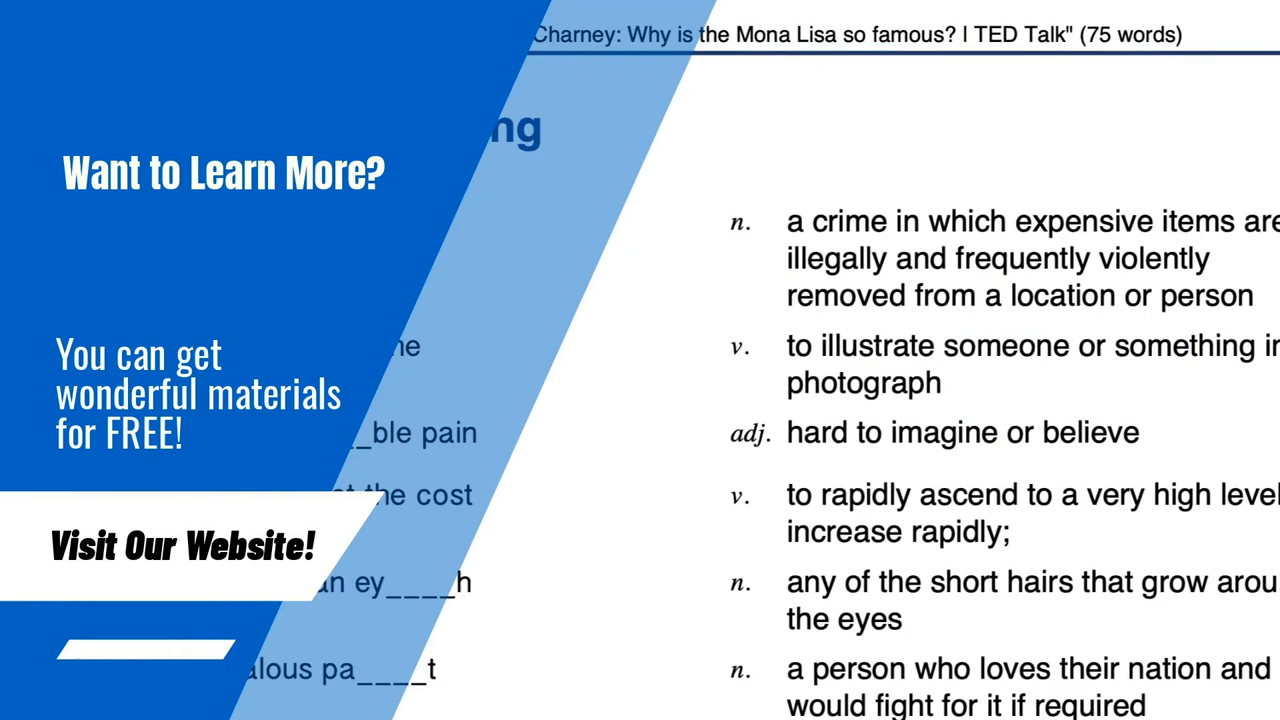 Charney: Why is the Mona Lisa so famous? | TED Talk" (75 words)
ng
Want to Learn More?
You can get
wonderful materials
for FREE!
Visit Our Website!
n. a crime in which expensive items are
illegally and frequently violently
removed from a location or person
ne
v. to illustrate someone or something in
photograph
__ble pain
adj. hard to imagine or believe
the cost
v. to rapidly ascend to a very high level
increase rapidly;
an ey____h
n. any of the short hairs that grow arou
the eyes
alous pa____t
n. a person who loves their nation and
would fight for it if required